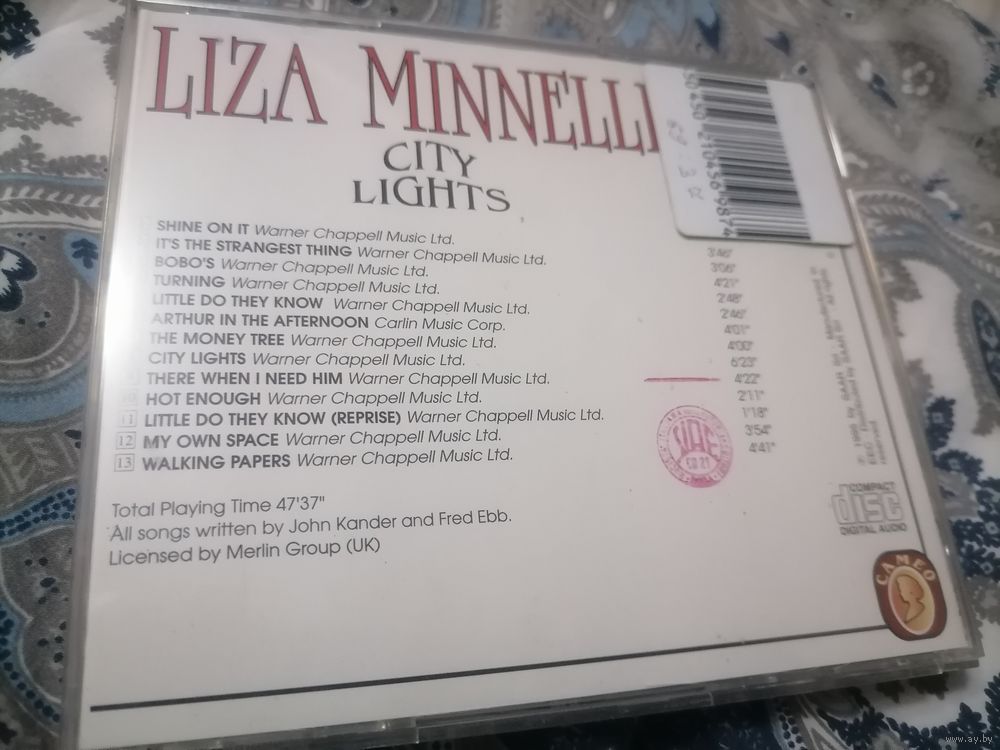 LIZA MINNELLI
CITY
LIGHTS
SHINE ON IT Warner Chappell Music Ltd.
IT'S THE STRANGEST THING Warner Chappell Music Ltd. 3'46"
BOBO'S Warner Chappell Music Ltd. 3'06"
TURNING Warner Chappell Music Ltd. 4'21"
LITTLE DO THEY KNOW Warner Chappell Music Ltd. 2'48"
ARTHUR IN THE AFTERNOON Carlin Music Corp. 2'46"
THE MONEY TREE Warner Chappell Music Ltd. 4'01"
CITY LIGHTS Warner Chappell Music Ltd. 4'00"
THERE WHEN I NEED HIM Warner Chappell Music Ltd. 6'23"
10 HOT ENOUGH Warner Chappell Music Ltd. 4'22"
11 LITTLE DO THEY KNOW (REPRISE) Warner Chappell Music Ltd. 2'11"
12 MY OWN SPACE Warner Chappell Music Ltd. 1'18"
13 WALKING PAPERS Warner Chappell Music Ltd. 3'54"
4'41"
Total Playing Time 47'37"
All songs written by John Kander and Fred Ebb.
Licensed by Merlin Group (UK)
SIAE
COMPACT
disc
DIGITAL AUDIO
CAMEO
www.ay.by